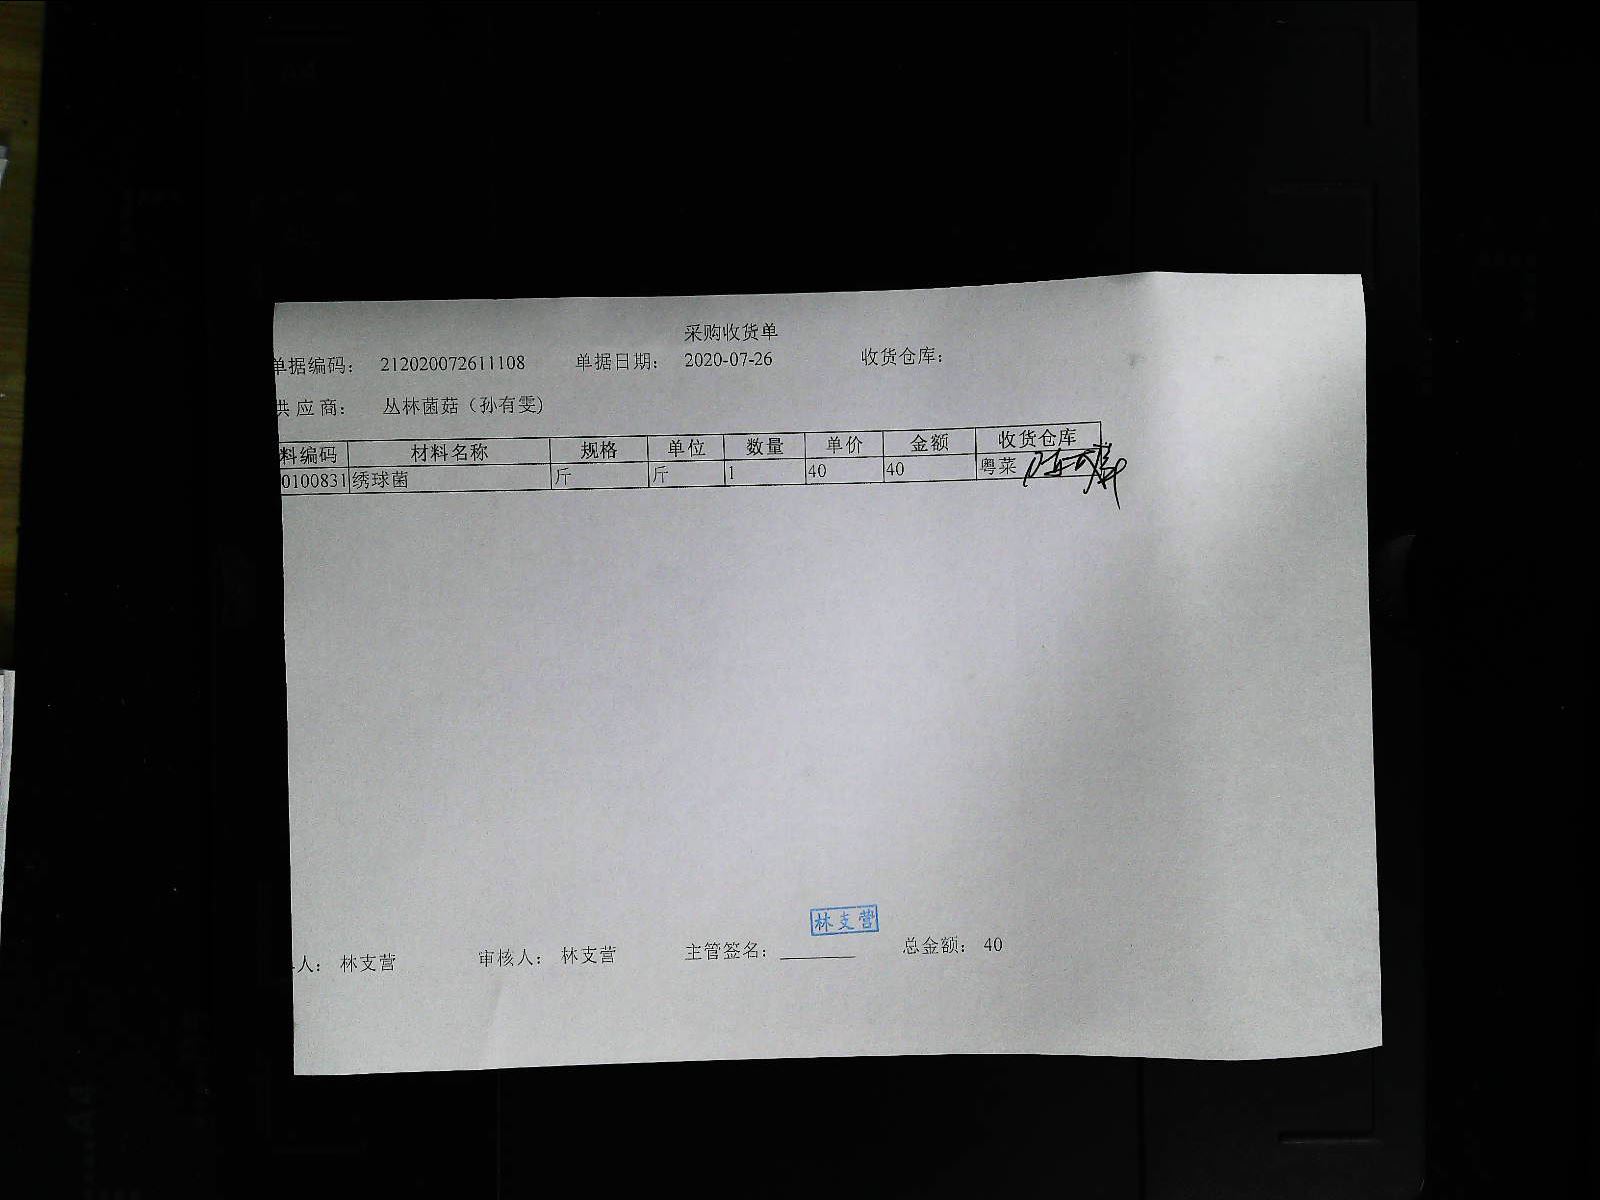 采购收货单
单据编码： 212020072611108 单据日期： 2020-07-26 收货仓库：
供应商： 丛林菌菇（孙有雯)
料编码 材料名称 规格 单位 数量 单价 金额 收货仓库
0100831 绣球菌 斤 斤 1 40 40 粤菜
林支营
人： 林支营 审核人： 林支营 主管签名： 总金额： 40